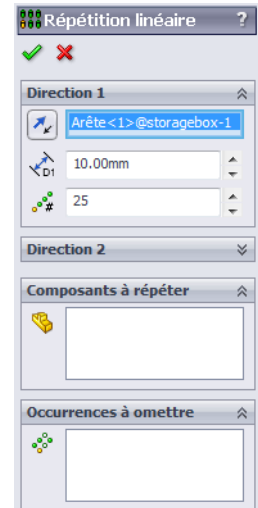 Répétition linéaire ?
Direction 1
Arête<1>@storagebox-1
D1 10.00mm
# 25
Direction 2
Composants à répéter
Occurrences à omettre